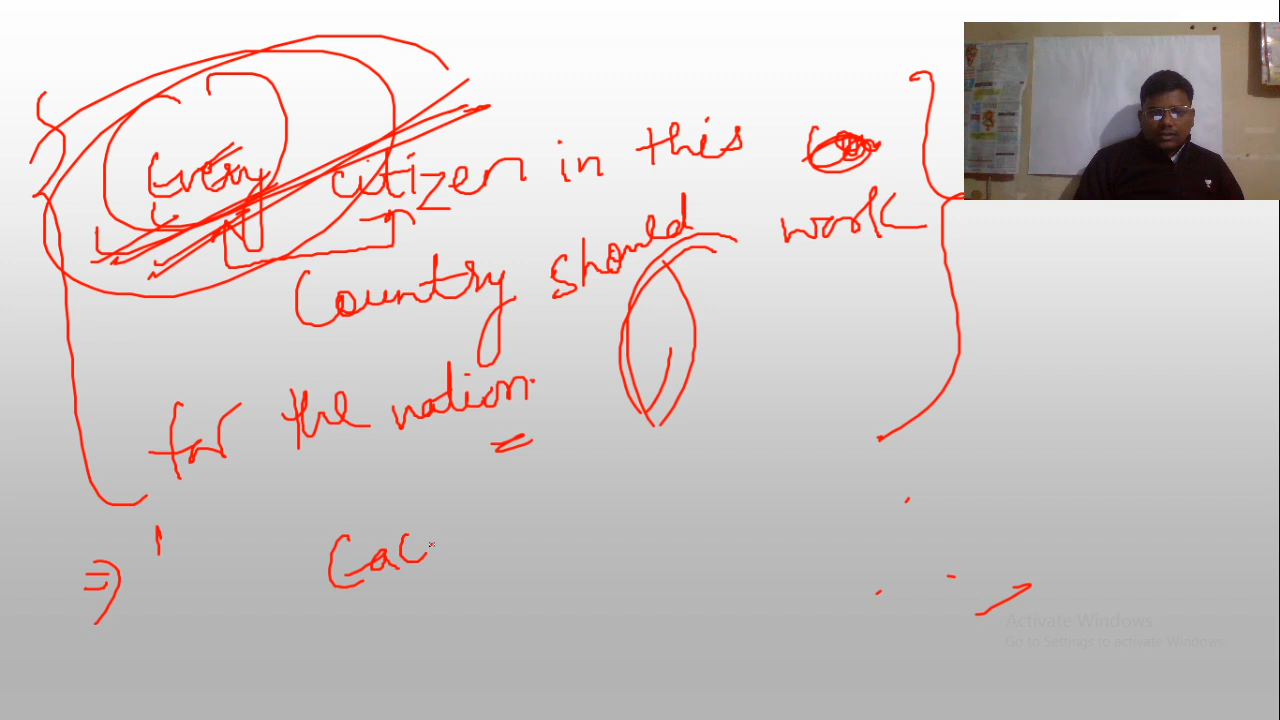 Every citizen in this
Country should work
for the nation.
⇒ Eac
Activate Windows
Go to Settings to activate Windows.